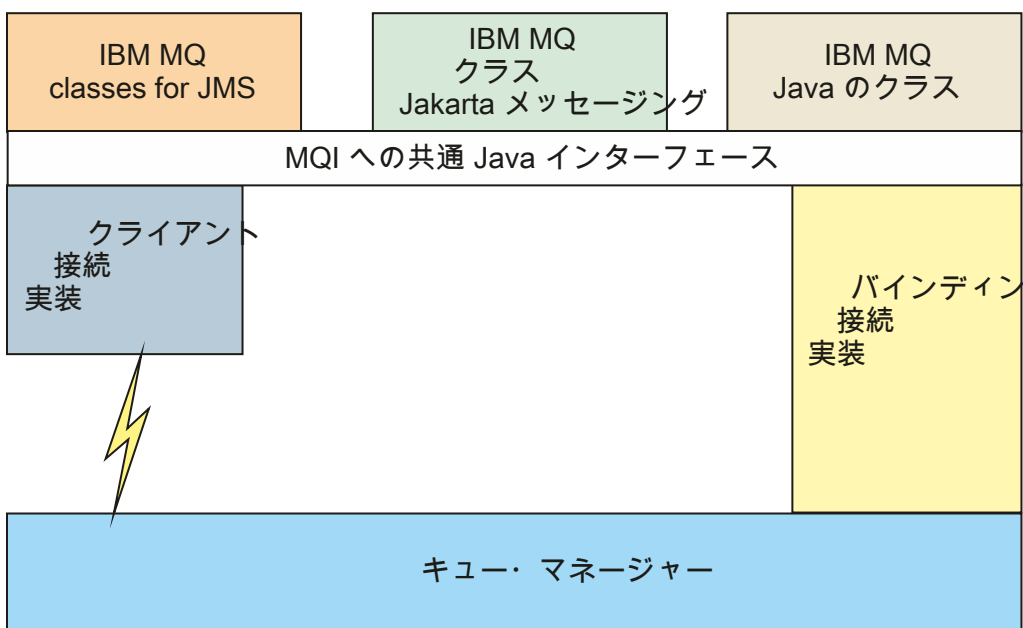 IBM MQ
classes for JMS
IBM MQ
クラス
Jakarta メッセージング
IBM MQ
Java のクラス
MQI への共通 Java インターフェース
クライアント
接続
実装
バインディン
接続
実装
キュー・マネージャー